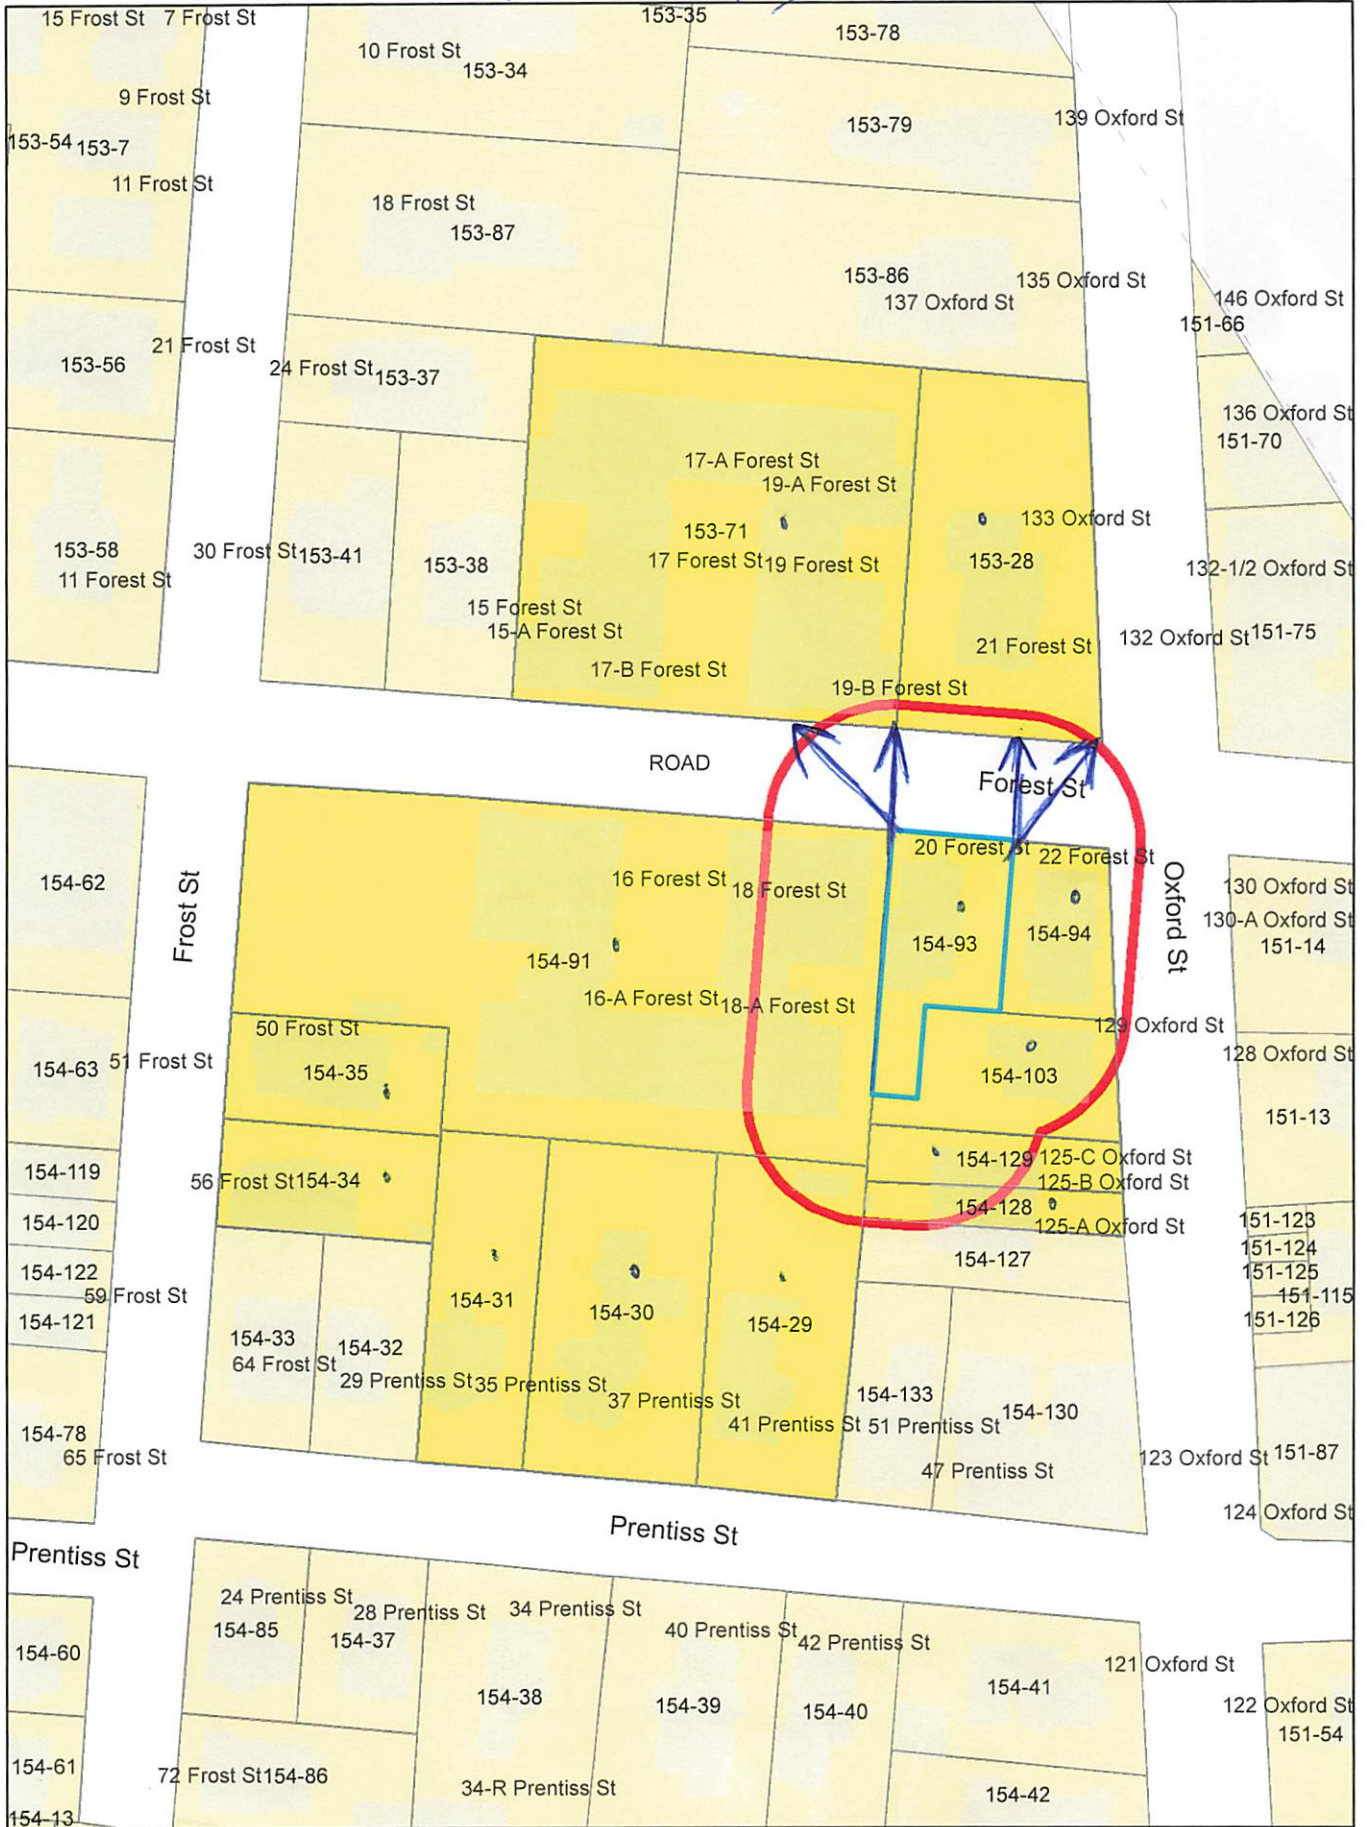 15 Frost St
7 Frost St
153-35
153-78
10 Frost St
153-34
9 Frost St
139 Oxford St
153-79
153-54
153-7
11 Frost St
18 Frost St
153-87
153-86
135 Oxford St
137 Oxford St
146 Oxford St
151-66
21 Frost St
153-56
24 Frost St
153-37
136 Oxford St
151-70
17-A Forest St
19-A Forest St
133 Oxford St
153-71
153-28
153-58
30 Frost St
153-41
153-38
17 Forest St
19 Forest St
132-1/2 Oxford St
11 Forest St
15 Forest St
15-A Forest St
132 Oxford St
151-75
21 Forest St
17-B Forest St
19-B Forest St
ROAD
Forest St
20 Forest St
22 Forest St
154-62
Frost St
16 Forest St
18 Forest St
Oxford St
130 Oxford St
130-A Oxford St
151-14
154-93
154-94
154-91
16-A Forest St
18-A Forest St
50 Frost St
129 Oxford St
154-63
51 Frost St
154-35
154-103
128 Oxford St
151-13
154-119
56 Frost St
154-34
154-129
125-C Oxford St
125-B Oxford St
154-120
154-128
125-A Oxford St
151-123
151-124
154-122
154-127
151-125
59 Frost St
154-31
154-30
154-29
151-115
154-121
151-126
154-33
154-32
64 Frost St
29 Prentiss St
35 Prentiss St
37 Prentiss St
154-133
154-130
41 Prentiss St
51 Prentiss St
154-78
65 Frost St
47 Prentiss St
123 Oxford St
151-87
124 Oxford St
Prentiss St
Prentiss St
24 Prentiss St
28 Prentiss St
34 Prentiss St
154-85
154-37
40 Prentiss St
42 Prentiss St
154-60
121 Oxford St
154-38
154-39
154-40
154-41
122 Oxford St
151-54
154-61
72 Frost St
154-86
34-R Prentiss St
154-42
154-13